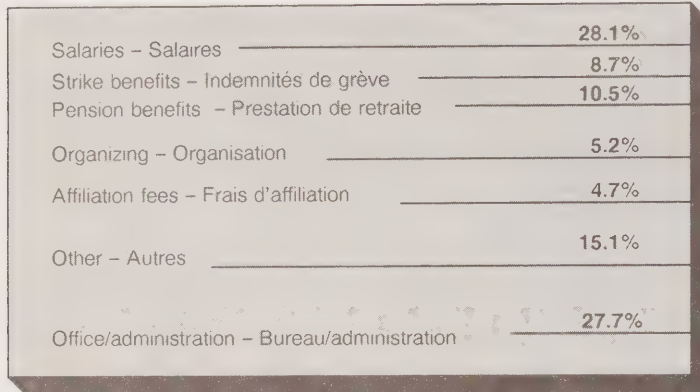 Salaries – Salaires 28.1%
Strike benefits – Indemnités de grève 8.7%
Pension benefits – Prestation de retraite 10.5%
Organizing – Organisation 5.2%
Affiliation fees – Frais d'affiliation 4.7%
Other – Autres 15.1%
Office/administration – Bureau/administration 27.7%